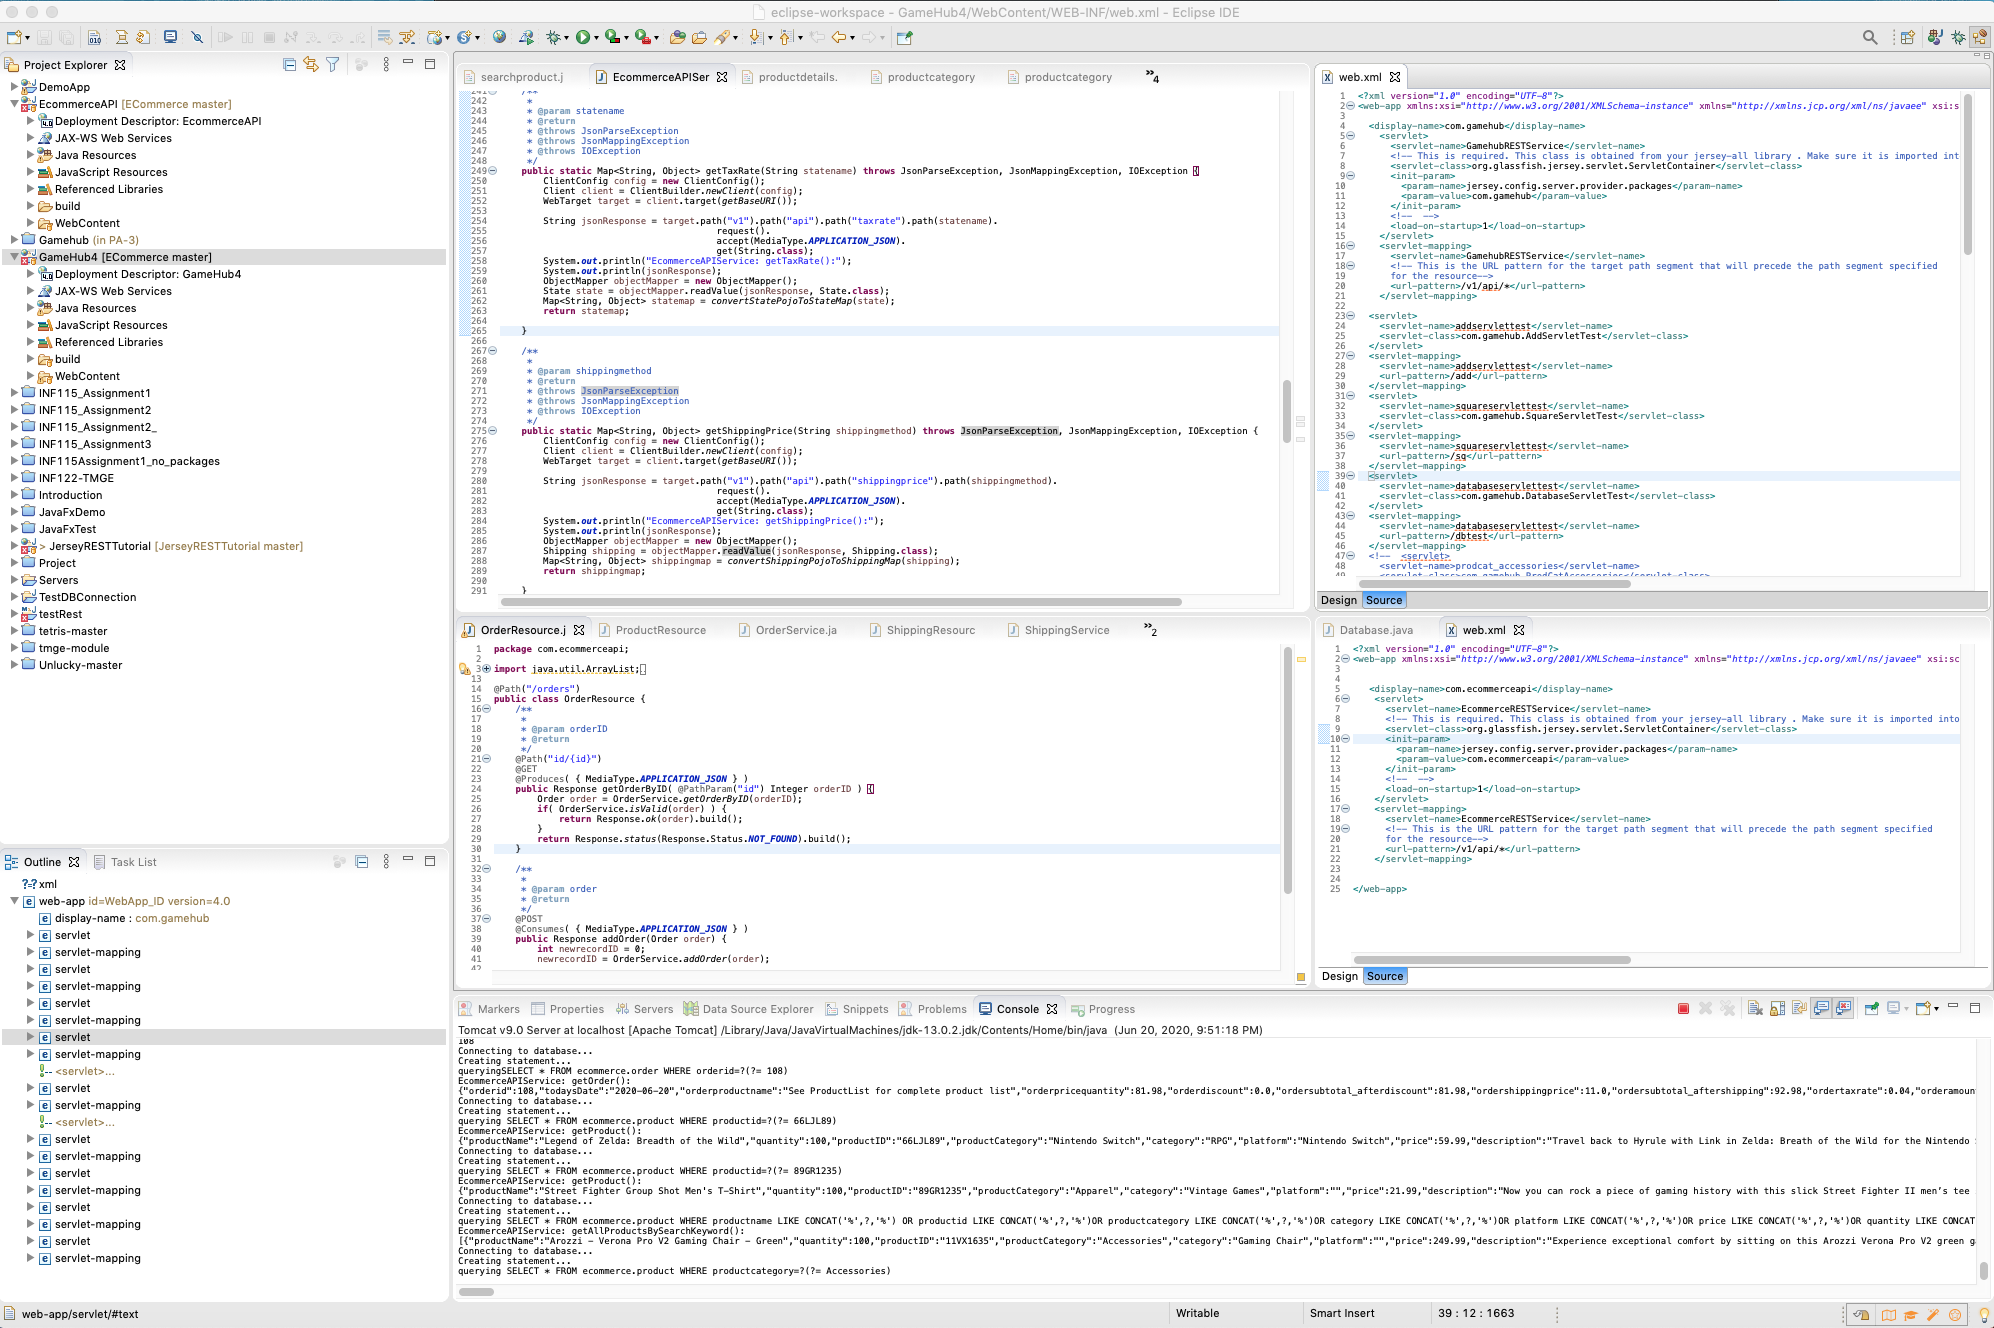 eclipse-workspace - GameHub4/WebContent/WEB-INF/web.xml - Eclipse IDE
Project Explorer
DemoApp
EcommerceAPI [ECommerce master]
Deployment Descriptor: EcommerceAPI
JAX-WS Web Services
Java Resources
JavaScript Resources
Referenced Libraries
build
WebContent
Gamehub (in PA-3)
GameHub4 [ECommerce master]
Deployment Descriptor: GameHub4
JAX-WS Web Services
Java Resources
JavaScript Resources
Referenced Libraries
build
WebContent
INF115_Assignment1
INF115_Assignment2
INF115_Assignment2_
INF115_Assignment3
INF115Assignment1_no_packages
INF122-TMGE
Introduction
JavaFxDemo
JavaFxTest
> JerseyRESTTutorial [JerseyRESTTutorial master]
Project
Servers
TestDBConnection
testRest
tetris-master
tmge-module
Unlucky-master
Outline Task List
xml
web-app id=WebApp_ID version=4.0
display-name : com.gamehub
servlet
servlet-mapping
servlet
servlet-mapping
servlet
servlet-mapping
servlet
servlet-mapping
<servlet>...
servlet
servlet-mapping
<servlet>...
servlet
servlet-mapping
servlet
servlet-mapping
servlet
servlet-mapping
servlet
servlet-mapping
searchproduct.j EcommerceAPISer productdetails. productcategory productcategory »4
241 /**
242 *
243 * @param statename
244 * @return
245 * @throws JsonParseException
246 * @throws JsonMappingException
247 * @throws IOException
248 */
249 public static Map<String, Object> getTaxRate(String statename) throws JsonParseException, JsonMappingException, IOException {
250 ClientConfig config = new ClientConfig();
251 Client client = ClientBuilder.newClient(config);
252 WebTarget target = client.target(getBaseURI());
253
254 String jsonResponse = target.path("v1").path("api").path("taxrate").path(statename).
255 request().
256 accept(MediaType.APPLICATION_JSON).
257 get(String.class);
258 System.out.println("EcommerceAPIService: getTaxRate():");
259 System.out.println(jsonResponse);
260 ObjectMapper objectMapper = new ObjectMapper();
261 State state = objectMapper.readValue(jsonResponse, State.class);
262 Map<String, Object> statemap = convertStatePojoToStateMap(state);
263 return statemap;
264
265 }
266
267 /**
268 *
269 * @param shippingmethod
270 * @return
271 * @throws JsonParseException
272 * @throws JsonMappingException
273 * @throws IOException
274 */
275 public static Map<String, Object> getShippingPrice(String shippingmethod) throws JsonParseException, JsonMappingException, IOException {
276 ClientConfig config = new ClientConfig();
277 Client client = ClientBuilder.newClient(config);
278 WebTarget target = client.target(getBaseURI());
279
280 String jsonResponse = target.path("v1").path("api").path("shippingprice").path(shippingmethod).
281 request().
282 accept(MediaType.APPLICATION_JSON).
283 get(String.class);
284 System.out.println("EcommerceAPIService: getShippingPrice():");
285 System.out.println(jsonResponse);
286 ObjectMapper objectMapper = new ObjectMapper();
287 Shipping shipping = objectMapper.readValue(jsonResponse, Shipping.class);
288 Map<String, Object> shippingmap = convertShippingPojoToShippingMap(shipping);
289 return shippingmap;
290
291 }
web.xml
1 <?xml version="1.0" encoding="UTF-8"?>
2 <web-app xmlns:xsi="http://www.w3.org/2001/XMLSchema-instance" xmlns="http://xmlns.jcp.org/xml/ns/javaee" xsi:s
3
4 <display-name>com.gamehub</display-name>
5 <servlet>
6 <servlet-name>GamehubRESTService</servlet-name>
7 <!-- This is required. This class is obtained from your jersey-all library . Make sure it is imported int
8 <servlet-class>org.glassfish.jersey.servlet.ServletContainer</servlet-class>
9 <init-param>
10 <param-name>jersey.config.server.provider.packages</param-name>
11 <param-value>com.gamehub</param-value>
12 </init-param>
13 <!-- -->
14 <load-on-startup>1</load-on-startup>
15 </servlet>
16 <servlet-mapping>
17 <servlet-name>GamehubRESTService</servlet-name>
18 <!-- This is the URL pattern for the target path segment that will precede the path segment specified
19 for the resource-->
20 <url-pattern>/v1/api/*</url-pattern>
21 </servlet-mapping>
22
23 <servlet>
24 <servlet-name>addservlettest</servlet-name>
25 <servlet-class>com.gamehub.AddServletTest</servlet-class>
26 </servlet>
27 <servlet-mapping>
28 <servlet-name>addservlettest</servlet-name>
29 <url-pattern>/add</url-pattern>
30 </servlet-mapping>
31 <servlet>
32 <servlet-name>squareservlettest</servlet-name>
33 <servlet-class>com.gamehub.SquareServletTest</servlet-class>
34 </servlet>
35 <servlet-mapping>
36 <servlet-name>squareservlettest</servlet-name>
37 <url-pattern>/sq</url-pattern>
38 </servlet-mapping>
39 <servlet>
40 <servlet-name>databaseservlettest</servlet-name>
41 <servlet-class>com.gamehub.DatabaseServletTest</servlet-class>
42 </servlet>
43 <servlet-mapping>
44 <servlet-name>databaseservlettest</servlet-name>
45 <url-pattern>/dbtest</url-pattern>
46 </servlet-mapping>
47 <!-- <servlet>
48 <servlet-name>prodcat_accessories</servlet-name>
49 <servlet-class>com.gamehub.ProdCatAccessories</servlet-class>
Design Source
OrderResource.j ProductResource OrderService.ja ShippingResourc ShippingService »2
1 package com.ecommerceapi;
2
3 import java.util.ArrayList;
13
14 @Path("/orders")
15 public class OrderResource {
16 /**
17 *
18 * @param orderID
19 * @return
20 */
21 @Path("id/{id}")
22 @GET
23 @Produces( { MediaType.APPLICATION_JSON } )
24 public Response getOrderByID( @PathParam("id") Integer orderID ) {
25 Order order = OrderService.getOrderByID(orderID);
26 if( OrderService.isValid(order) ) {
27 return Response.ok(order).build();
28 }
29 return Response.status(Response.Status.NOT_FOUND).build();
30 }
31
32 /**
33 *
34 * @param order
35 * @return
36 */
37 @POST
38 @Consumes( { MediaType.APPLICATION_JSON } )
39 public Response addOrder(Order order) {
40 int newrecordID = 0;
41 newrecordID = OrderService.addOrder(order);
42
Database.java web.xml
1 <?xml version="1.0" encoding="UTF-8"?>
2 <web-app xmlns:xsi="http://www.w3.org/2001/XMLSchema-instance" xmlns="http://xmlns.jcp.org/xml/ns/javaee" xsi:sc
3
4
5 <display-name>com.ecommerceapi</display-name>
6 <servlet>
7 <servlet-name>EcommerceRESTService</servlet-name>
8 <!-- This is required. This class is obtained from your jersey-all library . Make sure it is imported into
9 <servlet-class>org.glassfish.jersey.servlet.ServletContainer</servlet-class>
10 <init-param>
11 <param-name>jersey.config.server.provider.packages</param-name>
12 <param-value>com.ecommerceapi</param-value>
13 </init-param>
14 <!-- -->
15 <load-on-startup>1</load-on-startup>
16 </servlet>
17 <servlet-mapping>
18 <servlet-name>EcommerceRESTService</servlet-name>
19 <!-- This is the URL pattern for the target path segment that will precede the path segment specified
20 for the resource-->
21 <url-pattern>/v1/api/*</url-pattern>
22 </servlet-mapping>
23
24
25 </web-app>
Design Source
Markers Properties Servers Data Source Explorer Snippets Problems Console Progress
Tomcat v9.0 Server at localhost [Apache Tomcat] /Library/Java/JavaVirtualMachines/jdk-13.0.2.jdk/Contents/Home/bin/java (Jun 20, 2020, 9:51:18 PM)
108
Connecting to database...
Creating statement...
queryingSELECT * FROM ecommerce.order WHERE orderid=?(?= 108)
EcommerceAPIService: getOrder():
{"orderid":108,"todaysDate":"2020-06-20","orderproductname":"See ProductList for complete product list","orderpricequantity":81.98,"orderdiscount":0.0,"ordersubtotal_afterdiscount":81.98,"ordershippingprice":11.0,"ordersubtotal_aftershipping":92.98,"ordertaxrate":0.04,"orderamoun
Connecting to database...
Creating statement...
querying SELECT * FROM ecommerce.product WHERE productid=?(?= 66LJL89)
EcommerceAPIService: getProduct():
{"productName":"Legend of Zelda: Breath of the Wild","quantity":100,"productID":"66LJL89","productCategory":"Nintendo Switch","category":"RPG","platform":"Nintendo Switch","price":59.99,"description":"Travel back to Hyrule with Link in Zelda: Breath of the Wild for the Nintendo
Connecting to database...
Creating statement...
querying SELECT * FROM ecommerce.product WHERE productid=?(?= 89GR1235)
EcommerceAPIService: getProduct():
{"productName":"Street Fighter Group Shot Men's T-Shirt","quantity":100,"productID":"89GR1235","productCategory":"Apparel","category":"Vintage Games","platform":"","price":21.99,"description":"Now you can rock a piece of gaming history with this slick Street Fighter II men's tee
Connecting to database...
Creating statement...
querying SELECT * FROM ecommerce.product WHERE productname LIKE CONCAT('%',?,'%') OR productid LIKE CONCAT('%',?,'%')OR productcategory LIKE CONCAT('%',?,'%')OR category LIKE CONCAT('%',?,'%')OR platform LIKE CONCAT('%',?,'%')OR price LIKE CONCAT('%',?,'%')OR quantity LIKE CONCAT
EcommerceAPIService: getAllProductsBySearchKeyword():
[{"productName":"Arozzi - Verona Pro V2 Gaming Chair - Green","quantity":100,"productID":"11VX1635","productCategory":"Accessories","category":"Gaming Chair","platform":"","price":249.99,"description":"Experience exceptional comfort by sitting on this Arozzi Verona Pro V2 green g
Connecting to database...
Creating statement...
querying SELECT * FROM ecommerce.product WHERE productcategory=?(?= Accessories)
web-app/servlet/#text Writable Smart Insert 39 : 12 : 1663